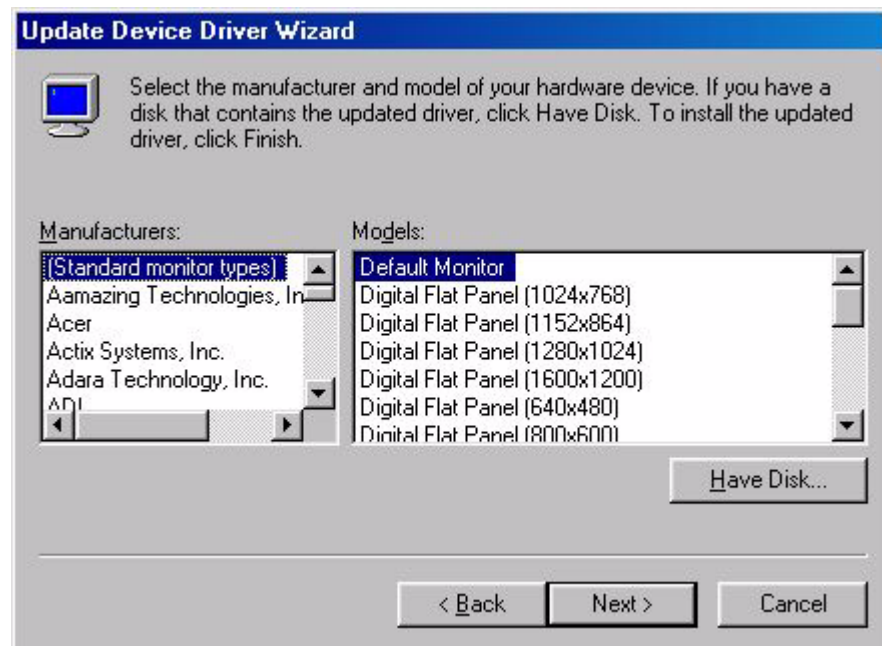 Update Device Driver Wizard
Select the manufacturer and model of your hardware device. If you have a
disk that contains the updated driver, click Have Disk. To install the updated
driver, click Finish.
Manufacturers:
(Standard monitor types)
Aamazing Technologies, In
Acer
Actix Systems, Inc.
Adara Technology, Inc.
ADI
Models:
Default Monitor
Digital Flat Panel (1024x768)
Digital Flat Panel (1152x864)
Digital Flat Panel (1280x1024)
Digital Flat Panel (1600x1200)
Digital Flat Panel (640x480)
Digital Flat Panel (800x600)
Have Disk...
< Back
Next >
Cancel